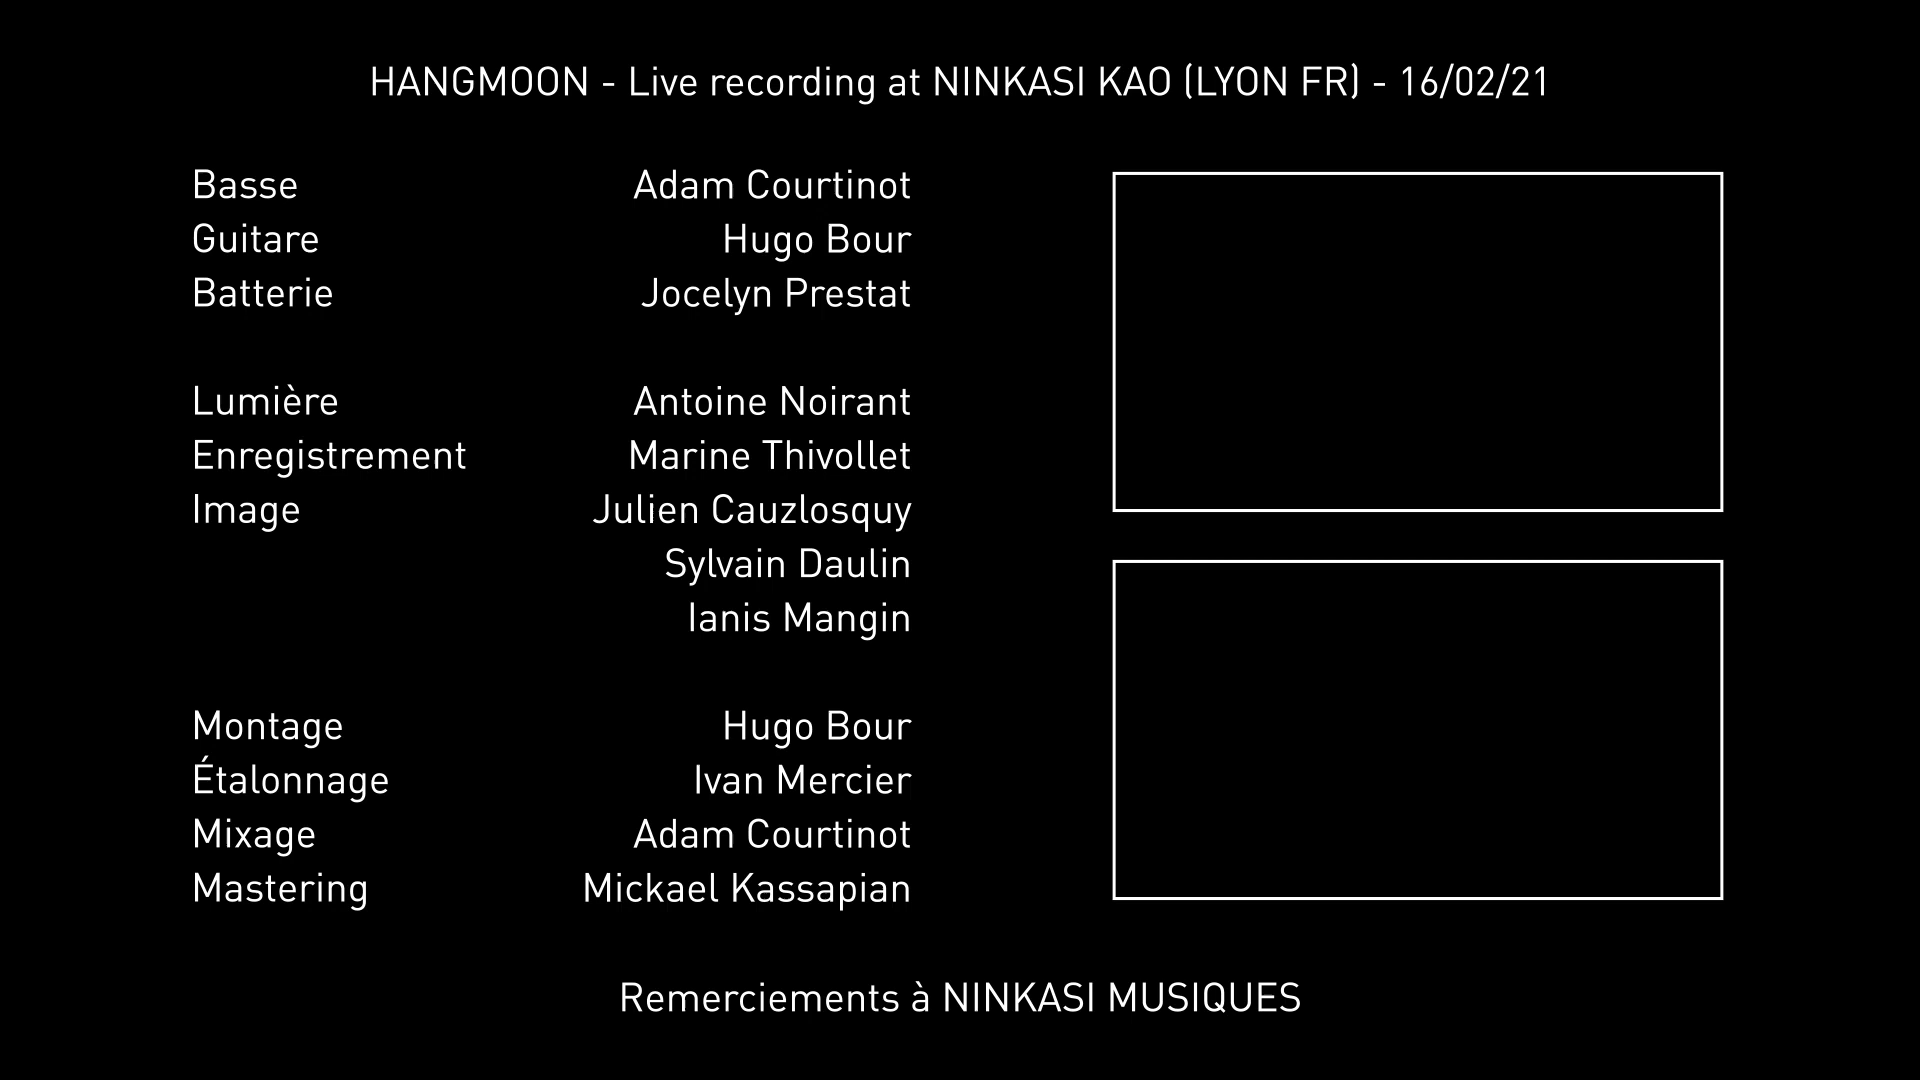 HANGMOON - Live recording at NINKASI KAO (LYON FR) - 16/02/21
Basse Adam Courtinot
Guitare Hugo Bour
Batterie Jocelyn Prestat
Lumière Antoine Noirant
Enregistrement Marine Thivollet
Image Julien Cauzlosquy
Sylvain Daulin
Ianis Mangin
Montage Hugo Bour
Étalonnage Ivan Mercier
Mixage Adam Courtinot
Mastering Mickael Kassapian
Remerciements à NINKASI MUSIQUES